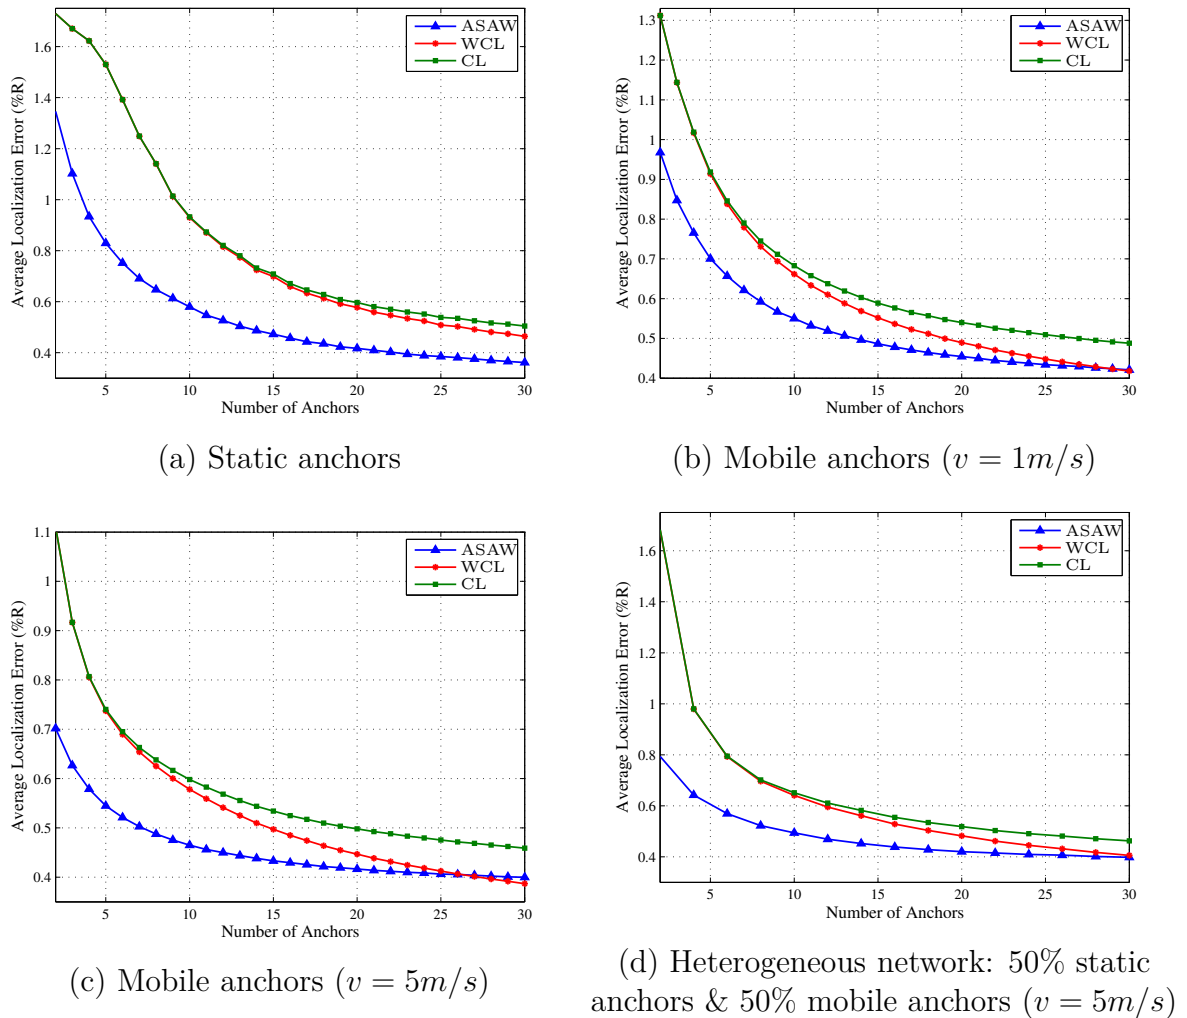 ASAW
WCL
CL
1.6
1.4
1.2
1
0.8
0.6
0.4
5
10
15
20
25
30
Average Localization Error (%R)
Number of Anchors
(a) Static anchors
ASAW
WCL
CL
1.3
1.2
1.1
1
0.9
0.8
0.7
0.6
0.5
0.4
5
10
15
20
25
30
Average Localization Error (%R)
Number of Anchors
(b) Mobile anchors (v = 1m/s)
ASAW
WCL
CL
1.1
1
0.9
0.8
0.7
0.6
0.5
0.4
5
10
15
20
25
30
Average Localization Error (%R)
Number of Anchors
(c) Mobile anchors (v = 5m/s)
ASAW
WCL
CL
1.6
1.4
1.2
1
0.8
0.6
0.4
5
10
15
20
25
30
Average Localization Error (%R)
Number of Anchors
(d) Heterogeneous network: 50% static
anchors & 50% mobile anchors (v = 5m/s)